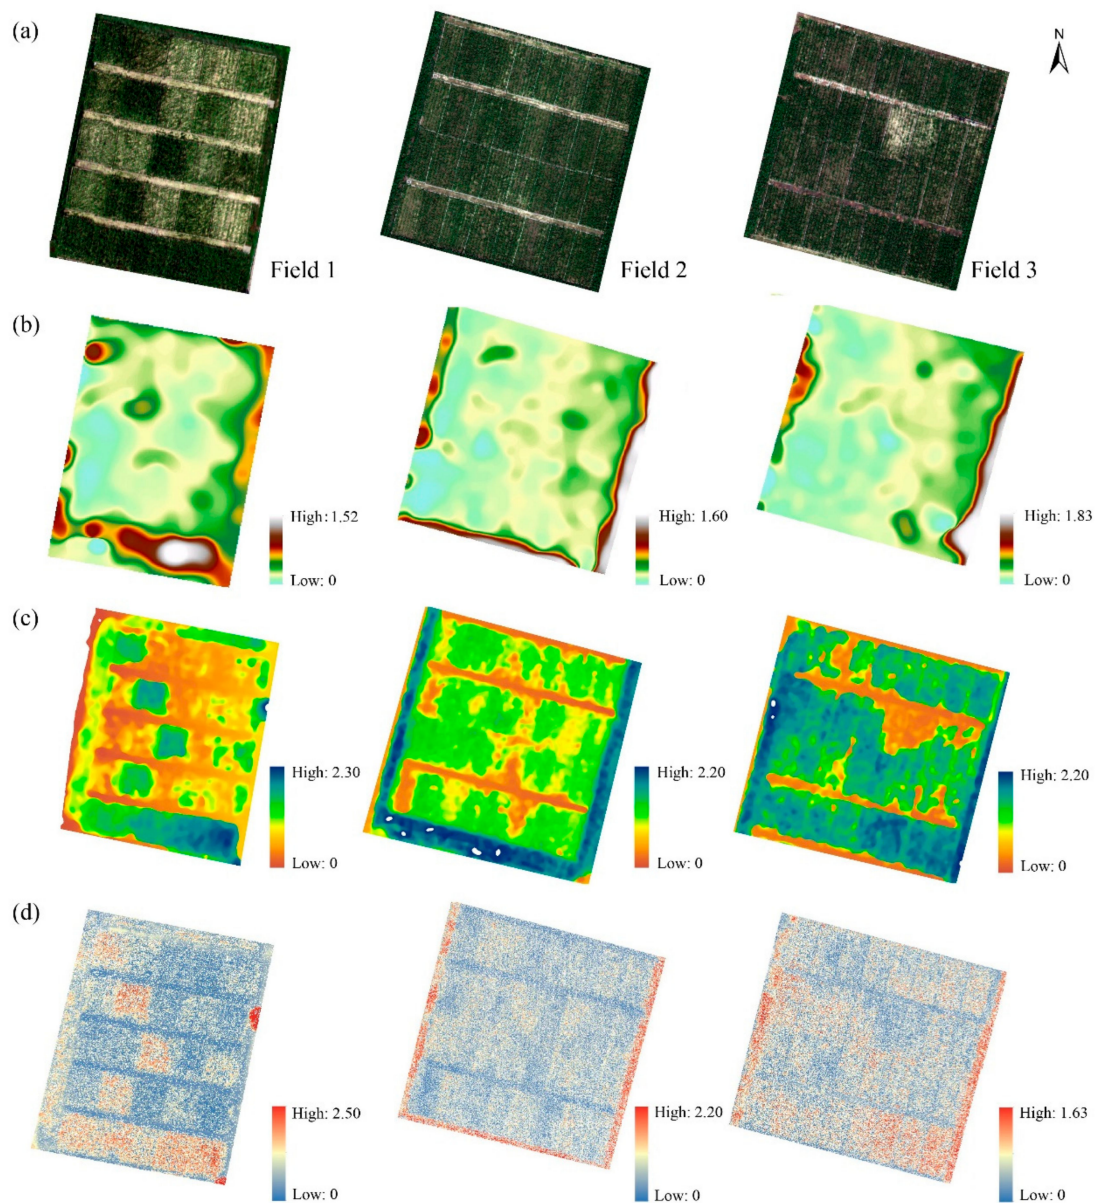 (a)
N
Field 1
Field 2
Field 3
(b)
High: 1.52
Low: 0
High: 1.60
Low: 0
High: 1.83
Low: 0
(c)
High: 2.30
Low: 0
High: 2.20
Low: 0
High: 2.20
Low: 0
(d)
High: 2.50
Low: 0
High: 2.20
Low: 0
High: 1.63
Low: 0